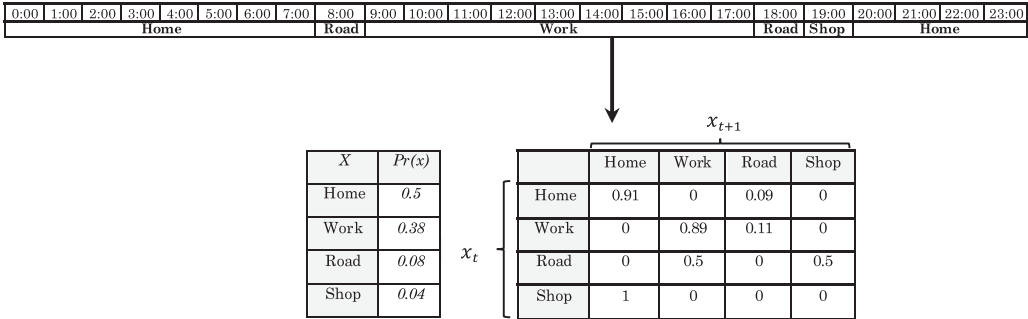 0:00 1:00 2:00 3:00 4:00 5:00 6:00 7:00 8:00 9:00 10:00 11:00 12:00 13:00 14:00 15:00 16:00 17:00 18:00 19:00 20:00 21:00 22:00 23:00
Home Road Work Road Shop Home
x_{t+1}
X Pr(x)
Home 0.5
Work 0.38
Road 0.08
Shop 0.04
x_t
Home Work Road Shop
Home 0.91 0 0.09 0
Work 0 0.89 0.11 0
Road 0 0.5 0 0.5
Shop 1 0 0 0